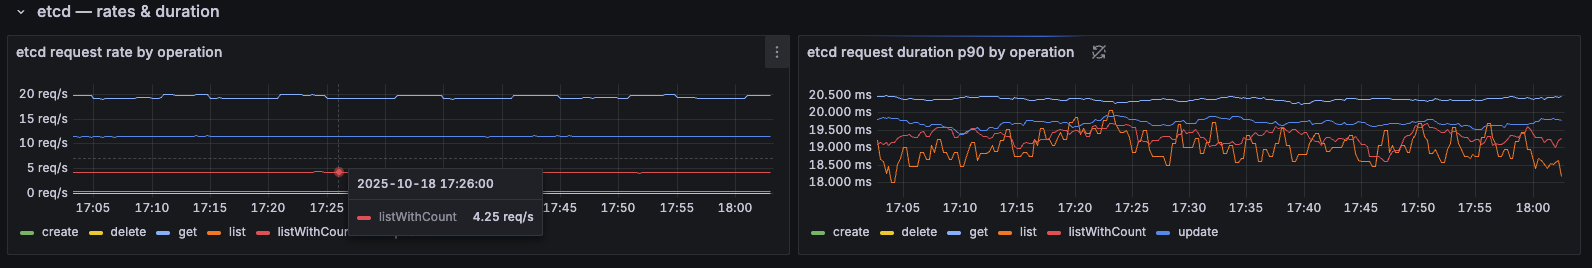 etcd — rates & duration
etcd request rate by operation
20 req/s
15 req/s
10 req/s
5 req/s
0 req/s
17:05 17:10 17:15 17:20 17:25 17:45 17:55 18:00
2025-10-18 17:26:00
listWithCount 4.25 req/s
create delete get list
etcd request duration p90 by operation
20.500 ms
20.000 ms
19.500 ms
19.000 ms
18.500 ms
18.000 ms
17:05 17:10 17:15 17:20 17:25 17:30 17:35 17:40 17:45 17:50 17:55 18:00
create delete get list listWithCount update